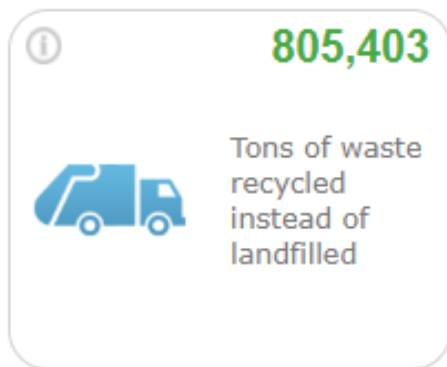 805,403
Tons of waste
recycled
instead of
landfilled